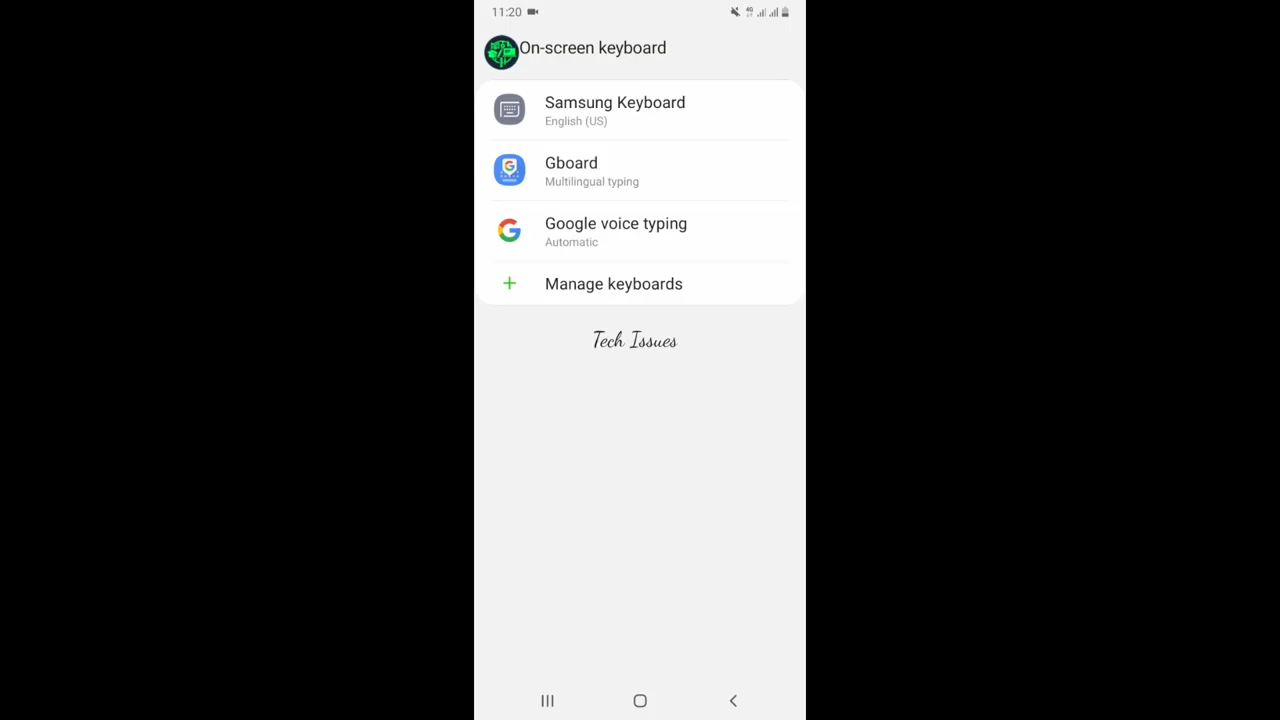 11:20
4G
On-screen keyboard
Samsung Keyboard
English (US)
Gboard
Multilingual typing
Google voice typing
Automatic
Manage keyboards
Tech Issues